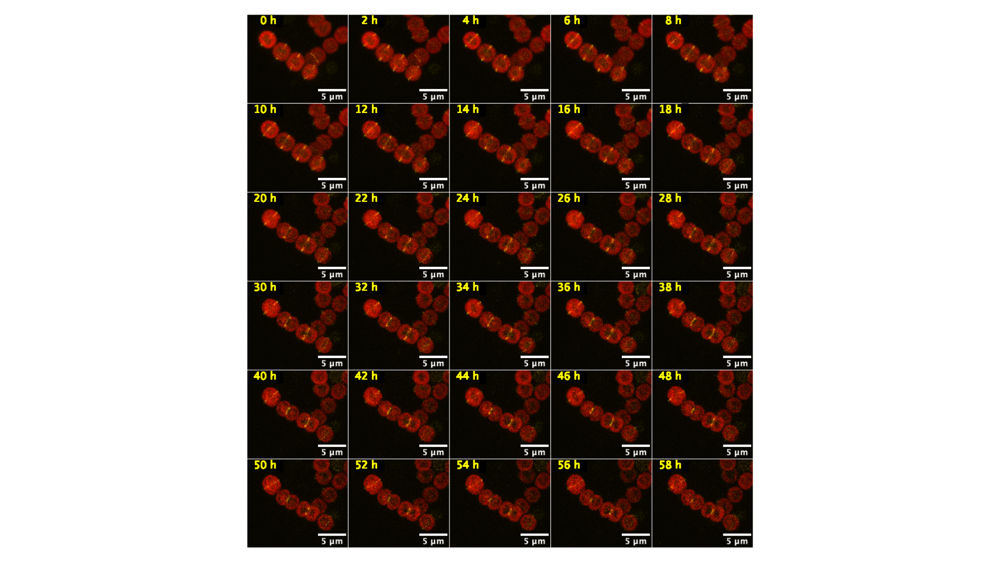 0 h 2 h 4 h 6 h 8 h
5 µm 5 µm 5 µm 5 µm 5 µm
10 h 12 h 14 h 16 h 18 h
5 µm 5 µm 5 µm 5 µm 5 µm
20 h 22 h 24 h 26 h 28 h
5 µm 5 µm 5 µm 5 µm 5 µm
30 h 32 h 34 h 36 h 38 h
5 µm 5 µm 5 µm 5 µm 5 µm
40 h 42 h 44 h 46 h 48 h
5 µm 5 µm 5 µm 5 µm 5 µm
50 h 52 h 54 h 56 h 58 h
5 µm 5 µm 5 µm 5 µm 5 µm